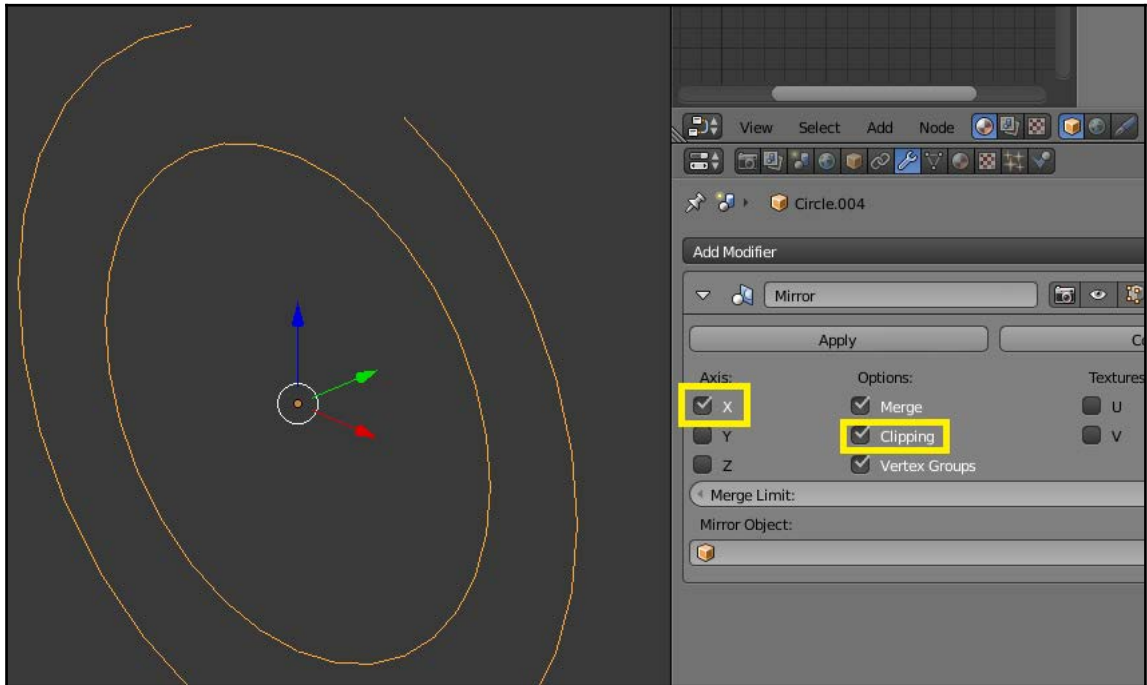 View Select Add Node
Circle.004
Add Modifier
Mirror
Apply
Axis: Options: Textures
X Merge U
Y Clipping V
Z Vertex Groups
Merge Limit:
Mirror Object: